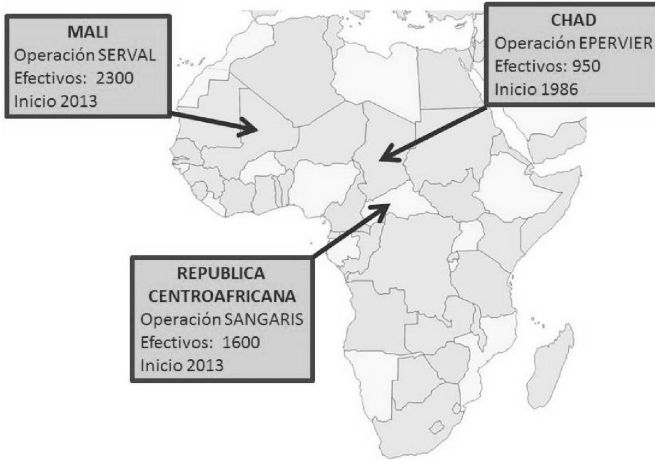 MALI
Operación SERVAL
Efectivos: 2300
Inicio 2013
CHAD
Operación EPERVIER
Efectivos: 950
Inicio 1986
REPUBLICA
CENTROAFRICANA
Operación SANGARIS
Efectivos: 1600
Inicio 2013